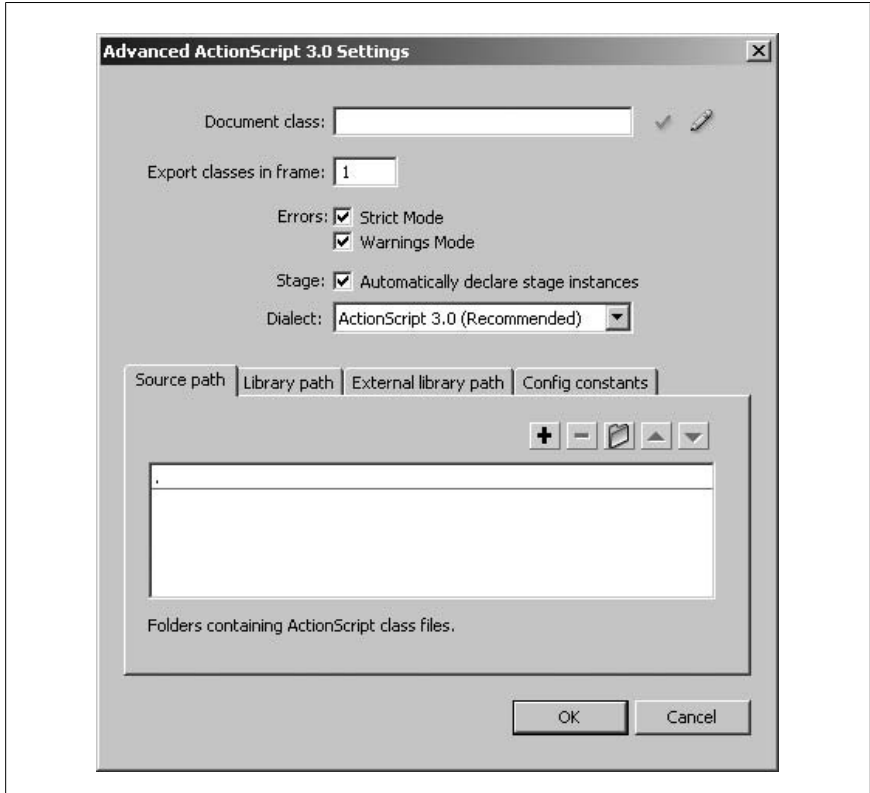 Advanced ActionScript 3.0 Settings
Document class:
Export classes in frame: 1
Errors: Strict Mode
Warnings Mode
Stage: Automatically declare stage instances
Dialect: ActionScript 3.0 (Recommended)
Source path Library path External library path Config constants
.
Folders containing ActionScript class files.
OK Cancel